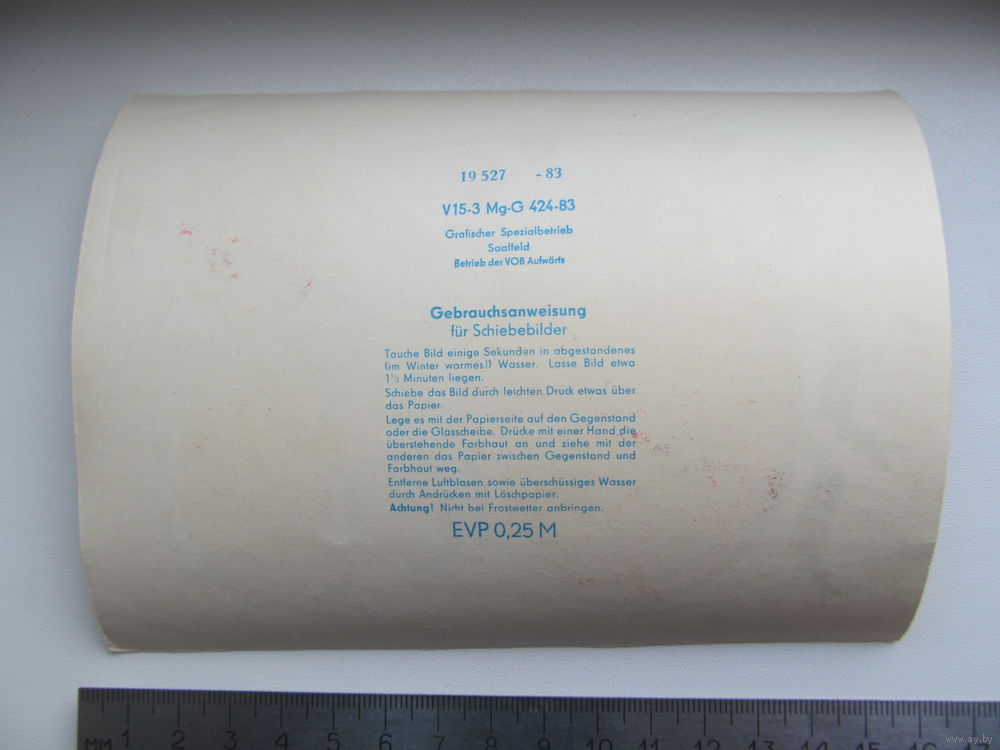 19 527 - 83
V15-3 Mg-G 424-83
Grafischer Spezialbetrieb
Saalfeld
Betrieb der VOB Aufwärts
Gebrauchsanweisung
für Schiebebilder
Tauche Bild einige Sekunden in abgestandenes
(im Winter warmes!) Wasser. Lasse Bild etwa
1½ Minuten liegen.
Schiebe das Bild durch leichten Druck etwas über
das Papier.
Lege es mit der Papierseite auf den Gegenstand
oder die Glasscheibe. Drücke mit einer Hand die
überstehende Farbhaut an und ziehe mit der
anderen das Papier zwischen Gegenstand und
Farbhaut weg.
Entferne Luftblasen sowie überschüssiges Wasser
durch Andrücken mit Löschpapier.
Achtung! Nicht bei Frostwetter anbringen.
EVP 0,25 M
мм 1 2 3 4 5 6 7 8 9 10 11 12 13 14 15 16
www.ay.by